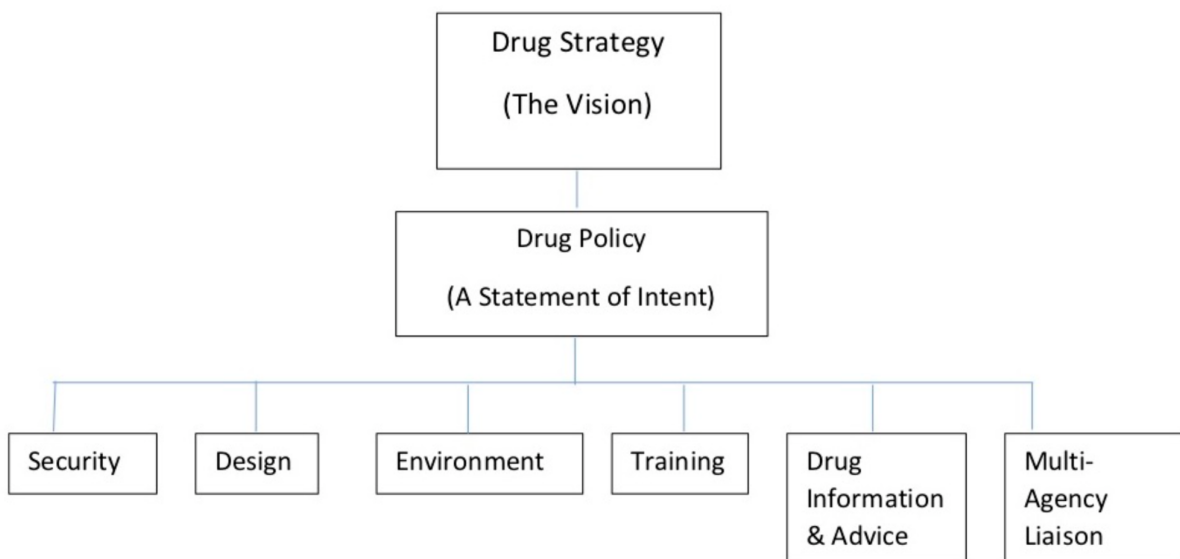 Drug Strategy
(The Vision)
Drug Policy
(A Statement of Intent)
Security
Design
Environment
Training
Drug
Information
& Advice
Multi-
Agency
Liaison